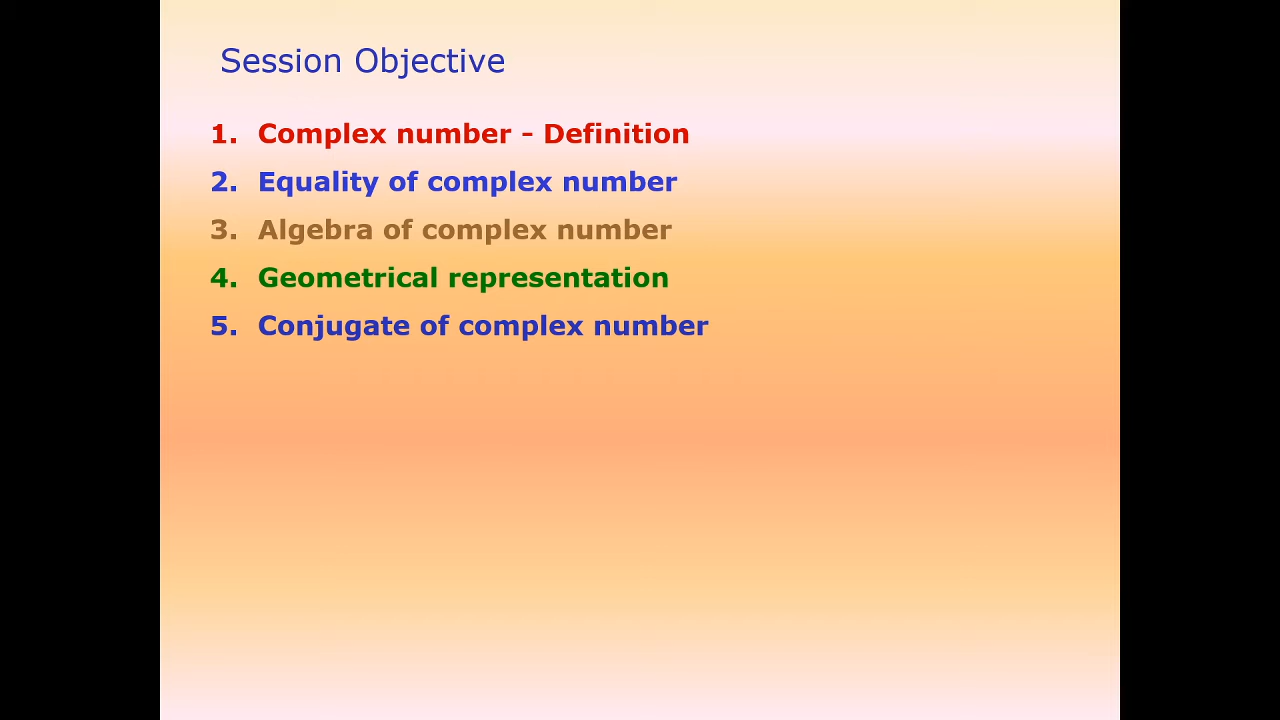 Session Objective
1. Complex number - Definition
2. Equality of complex number
3. Algebra of complex number
4. Geometrical representation
5. Conjugate of complex number